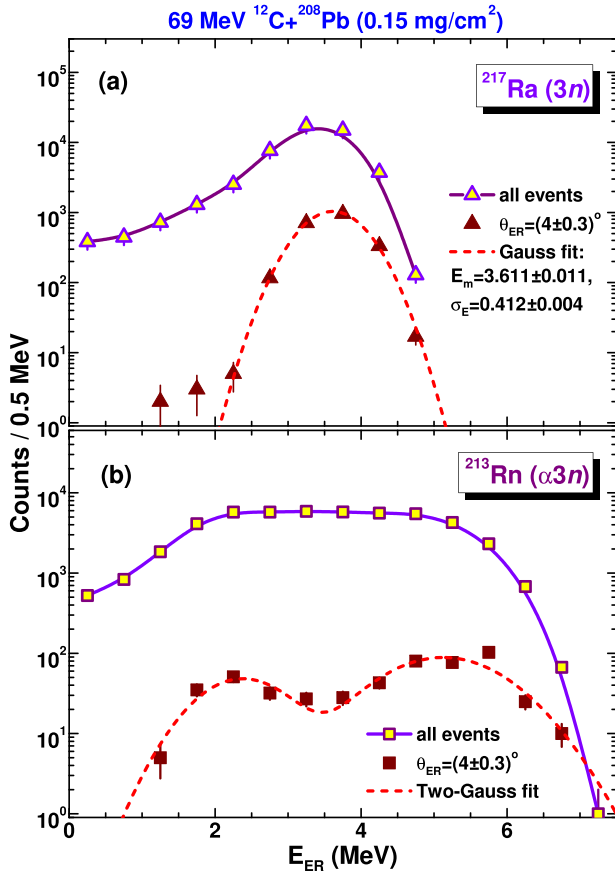 69 MeV ¹²C+²⁰⁸Pb (0.15 mg/cm²)
(a)
²¹⁷Ra (3n)
10⁵
10⁴
10³
10²
10¹
10⁰
all events
θER=(4±0.3)°
Gauss fit:
Em=3.611±0.011,
σE=0.412±0.004
Counts / 0.5 MeV
(b)
²¹³Rn (α3n)
10⁴
10³
10²
10¹
10⁰
all events
θER=(4±0.3)°
Two-Gauss fit
0 2 4 6
EER (MeV)